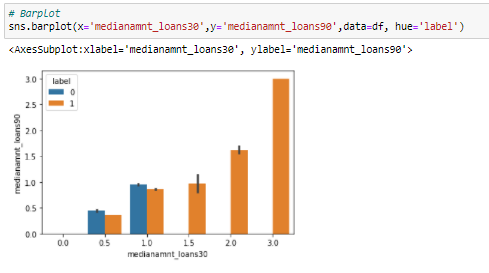 # Barplot
sns.barplot(x='medianamnt_loans30',y='medianamnt_loans90',data=df, hue='label')
<AxesSubplot:xlabel='medianamnt_loans30', ylabel='medianamnt_loans90'>
label
0
1
3.0
2.5
2.0
1.5
1.0
0.5
0.0
medianamnt_loans90
0.0 0.5 1.0 1.5 2.0 3.0
medianamnt_loans30